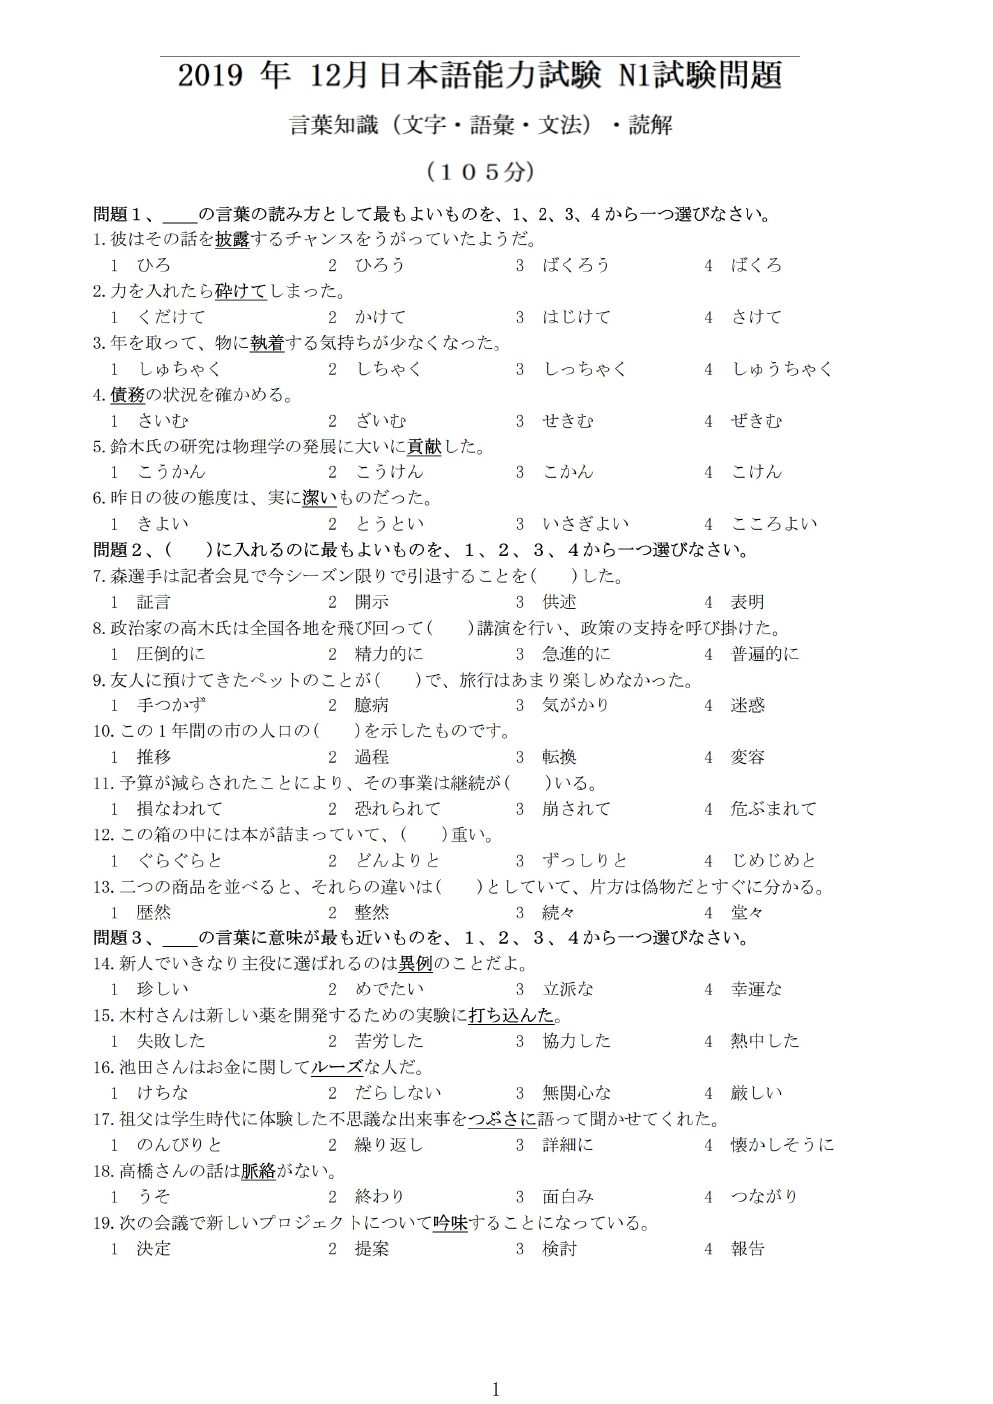 2019 年 12月日本語能力試験 N1試験問題
言葉知識（文字・語彙・文法）・読解
（１０５分）
問題１、____の言葉の読み方として最もよいものを、1、2、3、4から一つ選びなさい。
1.彼はその話を披露するチャンスをうがっていたようだ。
1 ひろ 2 ひろう 3 ばくろう 4 ばくろ
2.力を入れたら砕けてしまった。
1 くだけて 2 かけて 3 はじけて 4 さけて
3.年を取って、物に執着する気持ちが少なくなった。
1 しゅちゃく 2 しちゃく 3 しっちゃく 4 しゅうちゃく
4.債務の状況を確かめる。
1 さいむ 2 ざいむ 3 せきむ 4 ぜきむ
5.鈴木氏の研究は物理学の発展に大いに貢献した。
1 こうかん 2 こうけん 3 こかん 4 こけん
6.昨日の彼の態度は、実に潔いものだった。
1 きよい 2 とうとい 3 いさぎよい 4 こころよい
問題２、(　　)に入れるのに最もよいものを、１、２、３、４から一つ選びなさい。
7.森選手は記者会見で今シーズン限りで引退することを(　　)した。
1 証言 2 開示 3 供述 4 表明
8.政治家の高木氏は全国各地を飛び回って(　　)講演を行い、政策の支持を呼び掛けた。
1 圧倒的に 2 精力的に 3 急進的に 4 普遍的に
9.友人に預けてきたペットのことが(　　)で、旅行はあまり楽しめなかった。
1 手つかず 2 臆病 3 気がかり 4 迷惑
10.この１年間の市の人口の(　　)を示したものです。
1 推移 2 過程 3 転換 4 変容
11.予算が減らされたことにより、その事業は継続が(　　)いる。
1 損なわれて 2 恐れられて 3 崩されて 4 危ぶまれて
12.この箱の中には本が詰まっていて、(　　)重い。
1 ぐらぐらと 2 どんよりと 3 ずっしりと 4 じめじめと
13.二つの商品を並べると、それらの違いは(　　)としていて、片方は偽物だとすぐに分かる。
1 歴然 2 整然 3 続々 4 堂々
問題３、____の言葉に意味が最も近いものを、１、２、３、４から一つ選びなさい。
14.新人でいきなり主役に選ばれるのは異例のことだよ。
1 珍しい 2 めでたい 3 立派な 4 幸運な
15.木村さんは新しい薬を開発するための実験に打ち込んた。
1 失敗した 2 苦労した 3 協力した 4 熱中した
16.池田さんはお金に関してルーズな人だ。
1 けちな 2 だらしない 3 無関心な 4 厳しい
17.祖父は学生時代に体験した不思議な出来事をつぶさに語って聞かせてくれた。
1 のんびりと 2 繰り返し 3 詳細に 4 懐かしそうに
18.高橋さんの話は脈絡がない。
1 うそ 2 終わり 3 面白み 4 つながり
19.次の会議で新しいプロジェクトについて吟味することになっている。
1 決定 2 提案 3 検討 4 報告
1